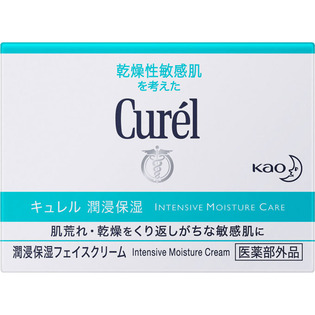 乾燥性敏感肌
を考えた
Curél
Kao
キュレル 潤浸保湿 INTENSIVE MOISTURE CARE
肌荒れ・乾燥をくり返しがちな敏感肌に
潤浸保湿フェイスクリーム Intensive Moisture Cream 医薬部外品